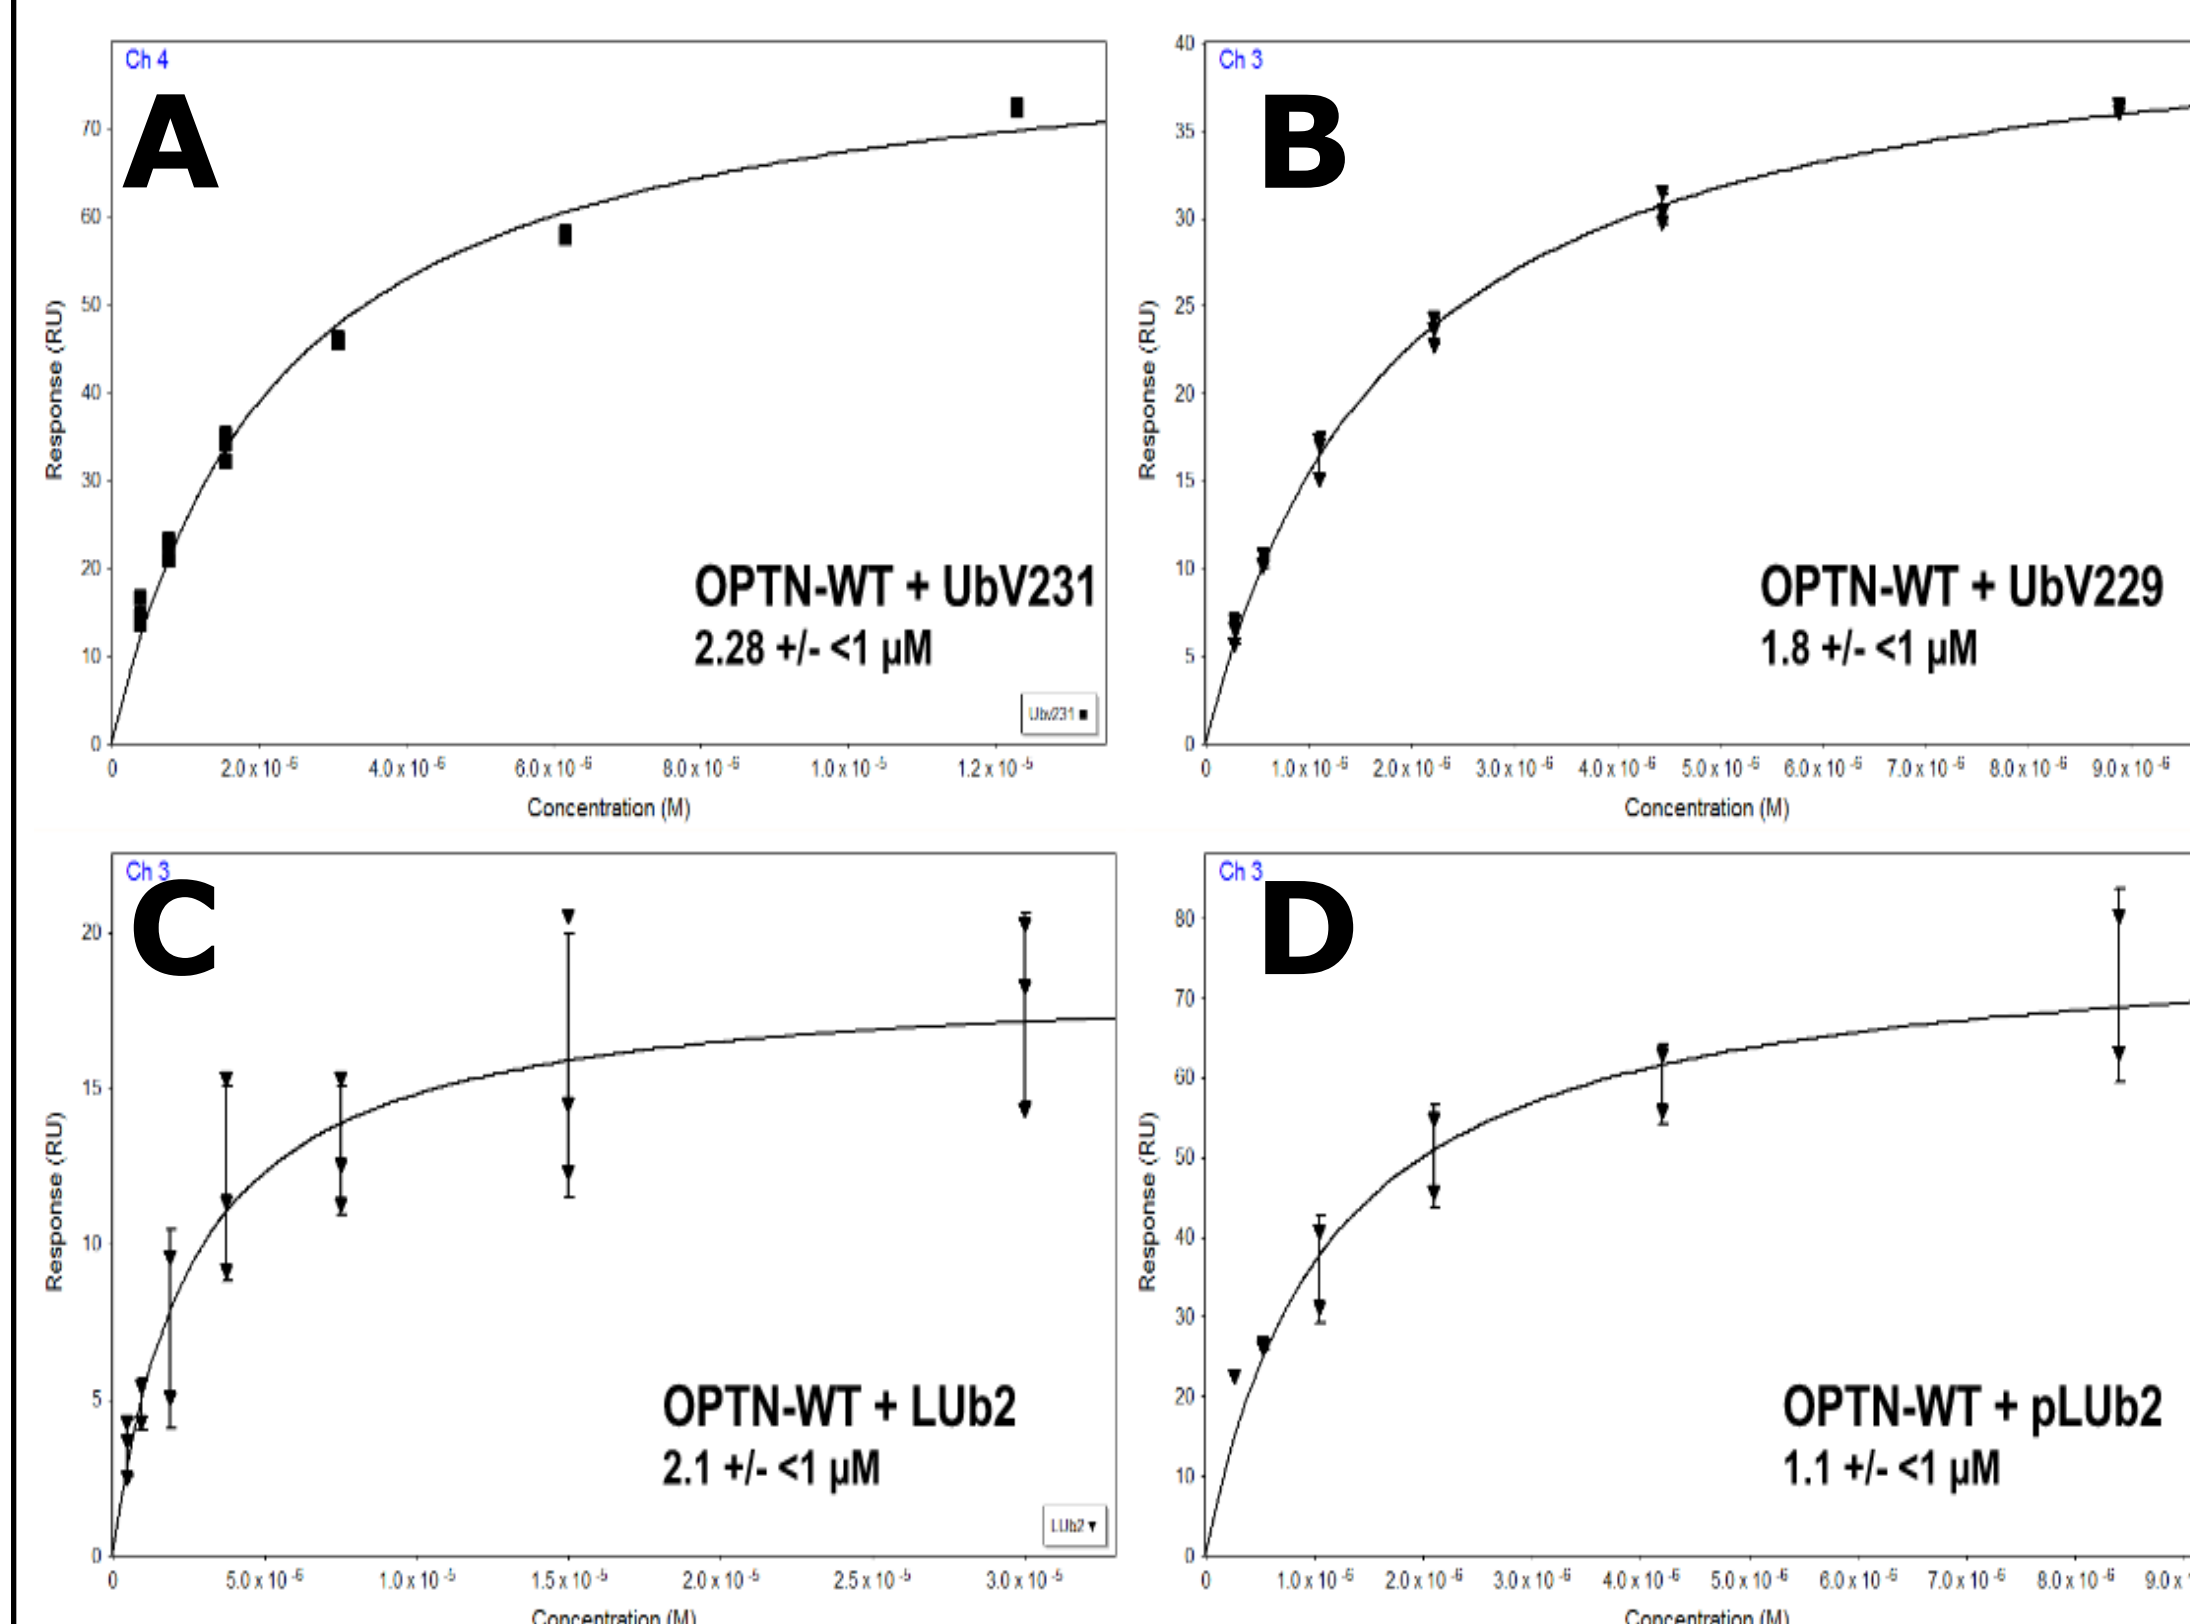 Ch 4
A
70
60
50
40
30
20
10
0
Response (RU)
OPTN-WT + UbV231
2.28 +/- <1 µM
Ubv231
0 2.0 x 10 -6 4.0 x 10 -6 6.0 x 10 -6 8.0 x 10 -6 1.0 x 10 -5 1.2 x 10 -5
Concentration (M)
Ch 3
B
40
35
30
25
20
15
10
5
0
Response (RU)
OPTN-WT + UbV229
1.8 +/- <1 µM
0 1.0 x 10 -6 2.0 x 10 -6 3.0 x 10 -6 4.0 x 10 -6 5.0 x 10 -6 6.0 x 10 -6 7.0 x 10 -6 8.0 x 10 -6 9.0 x 10 -6
Concentration (M)
Ch 3
C
20
15
10
5
0
Response (RU)
OPTN-WT + LUb2
2.1 +/- <1 µM
LUb2
0 5.0 x 10 -6 1.0 x 10 -5 1.5 x 10 -5 2.0 x 10 -5 2.5 x 10 -5 3.0 x 10 -5
Concentration (M)
Ch 3
D
80
70
60
50
40
30
20
10
0
Response (RU)
OPTN-WT + pLUb2
1.1 +/- <1 µM
0 1.0 x 10 -6 2.0 x 10 -6 3.0 x 10 -6 4.0 x 10 -6 5.0 x 10 -6 6.0 x 10 -6 7.0 x 10 -6 8.0 x 10 -6 9.0 x
Concentration (M)